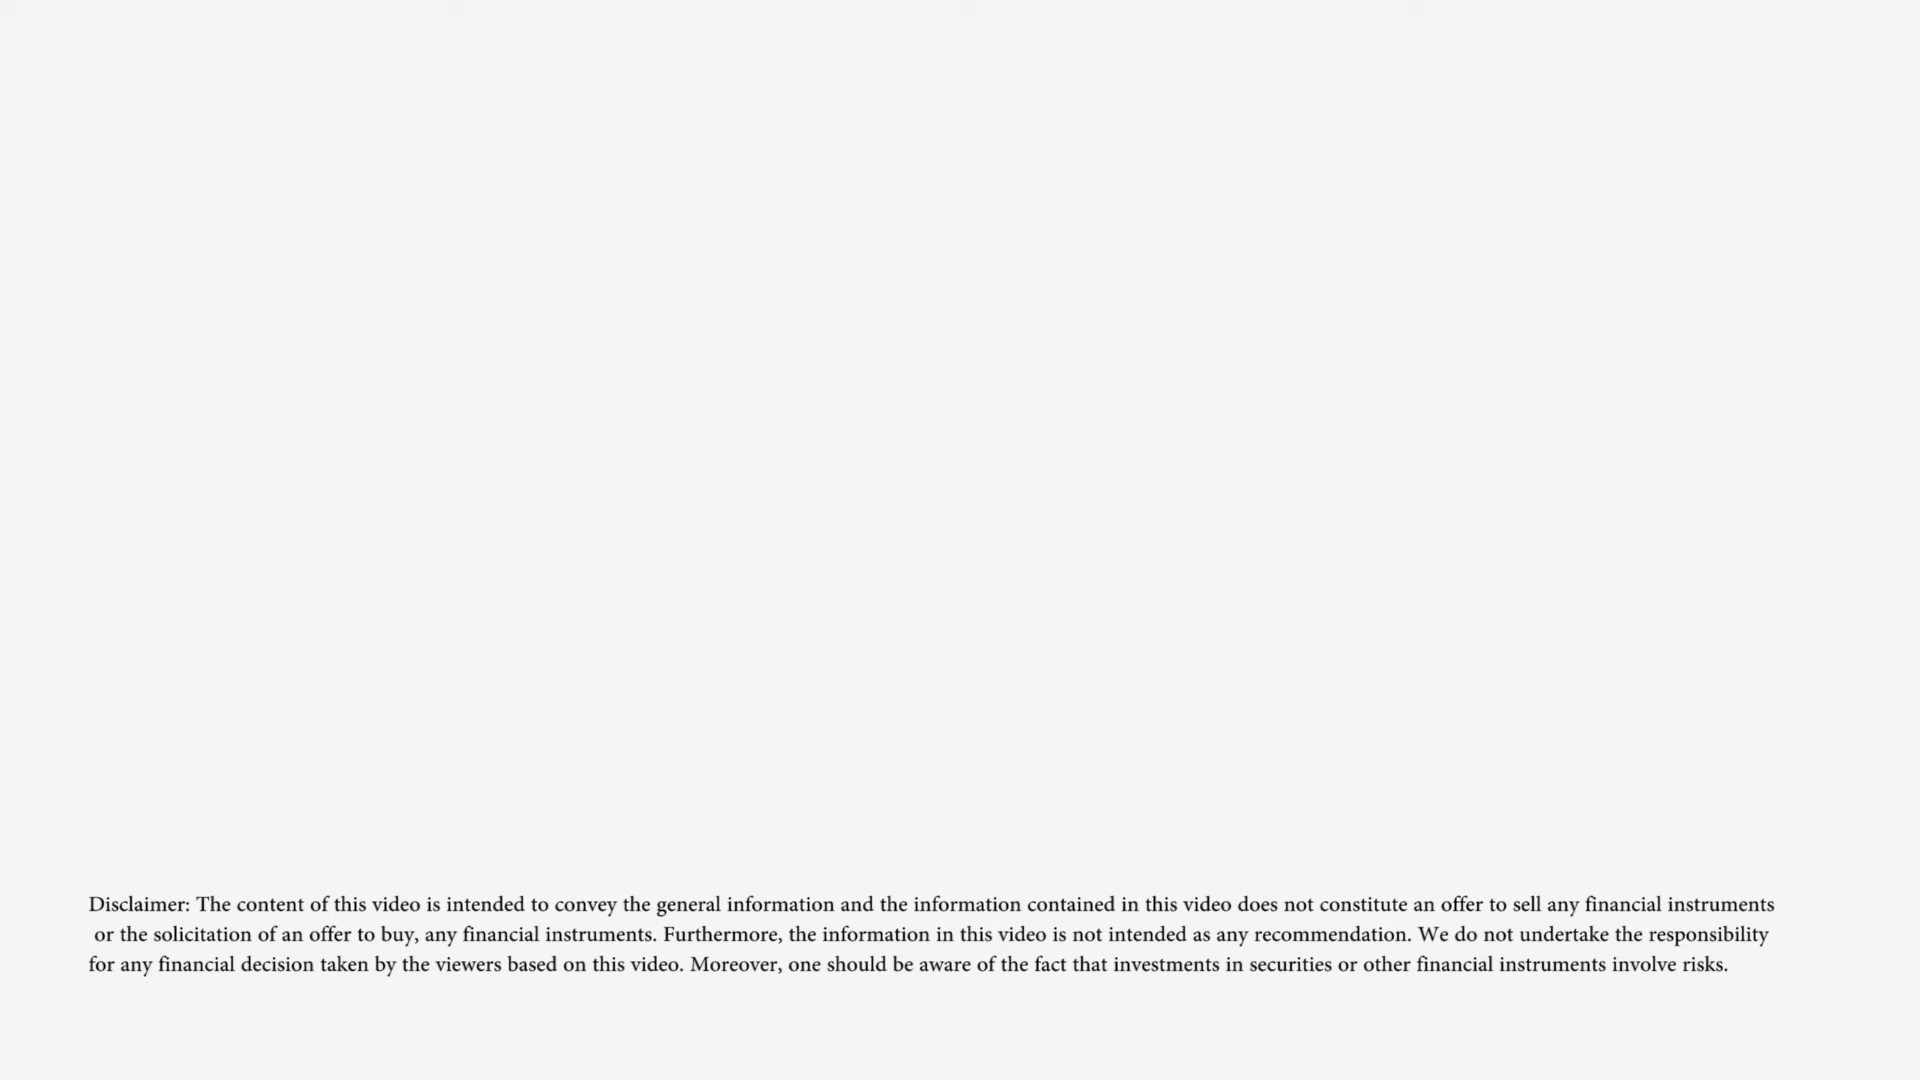 Disclaimer: The content of this video is intended to convey the general information and the information contained in this video does not constitute an offer to sell any financial instruments
or the solicitation of an offer to buy, any financial instruments. Furthermore, the information in this video is not intended as any recommendation. We do not undertake the responsibility
for any financial decision taken by the viewers based on this video. Moreover, one should be aware of the fact that investments in securities or other financial instruments involve risks.